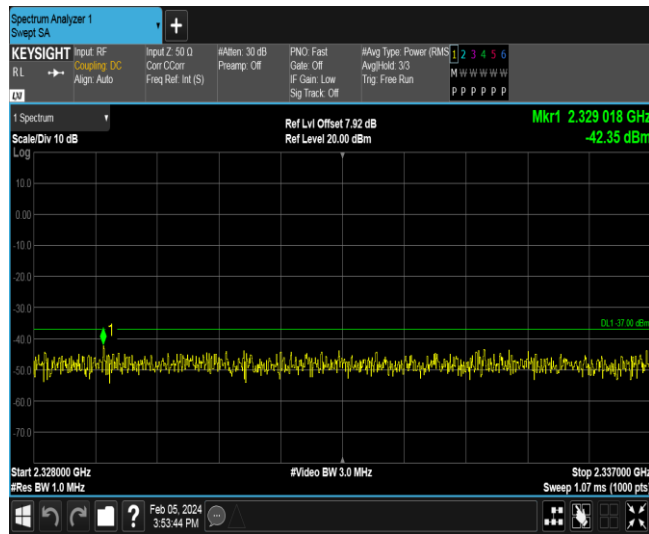 Spectrum Analyzer 1
Swept SA
+
KEYSIGHT
RL
LXI
Input: RF
Coupling: DC
Align: Auto
Input Z: 50 Ω
Corr CCorr
Freq Ref: Int (S)
#Atten: 30 dB
Preamp: Off
PNO: Fast
Gate: Off
IF Gain: Low
Sig Track: Off
#Avg Type: Power (RMS
Avg|Hold: 3/3
Trig: Free Run
1 2 3 4 5 6
M W W W W W
P P P P P P
1 Spectrum
Scale/Div 10 dB
Log
Ref Lvl Offset 7.92 dB
Ref Level 20.00 dBm
Mkr1 2.329 018 GHz
-42.35 dBm
10.0
0.00
-10.0
-20.0
-30.0
DL1 -37.00 dBm
1
-40.0
-50.0
-60.0
-70.0
Start 2.328000 GHz
#Res BW 1.0 MHz
#Video BW 3.0 MHz
Stop 2.337000 GHz
Sweep 1.07 ms (1000 pts)
?
Feb 05, 2024
3:53:44 PM